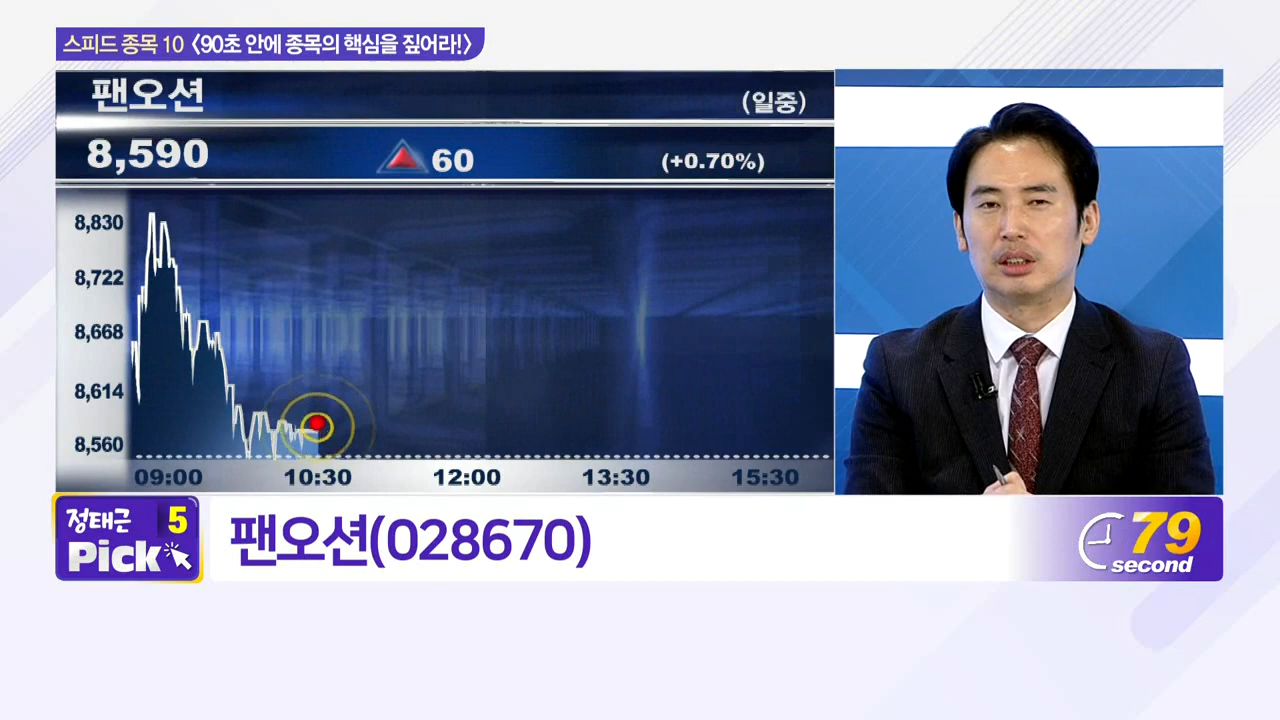 스피드 종목 10 <90초 안에 종목의 핵심을 짚어라!>
팬오션
(일중)
8,590
60
(+0.70%)
8,830
8,722
8,668
8,614
8,560
09:00 10:30 12:00 13:30 15:30
정태근 5
Pick
팬오션(028670)
79
second